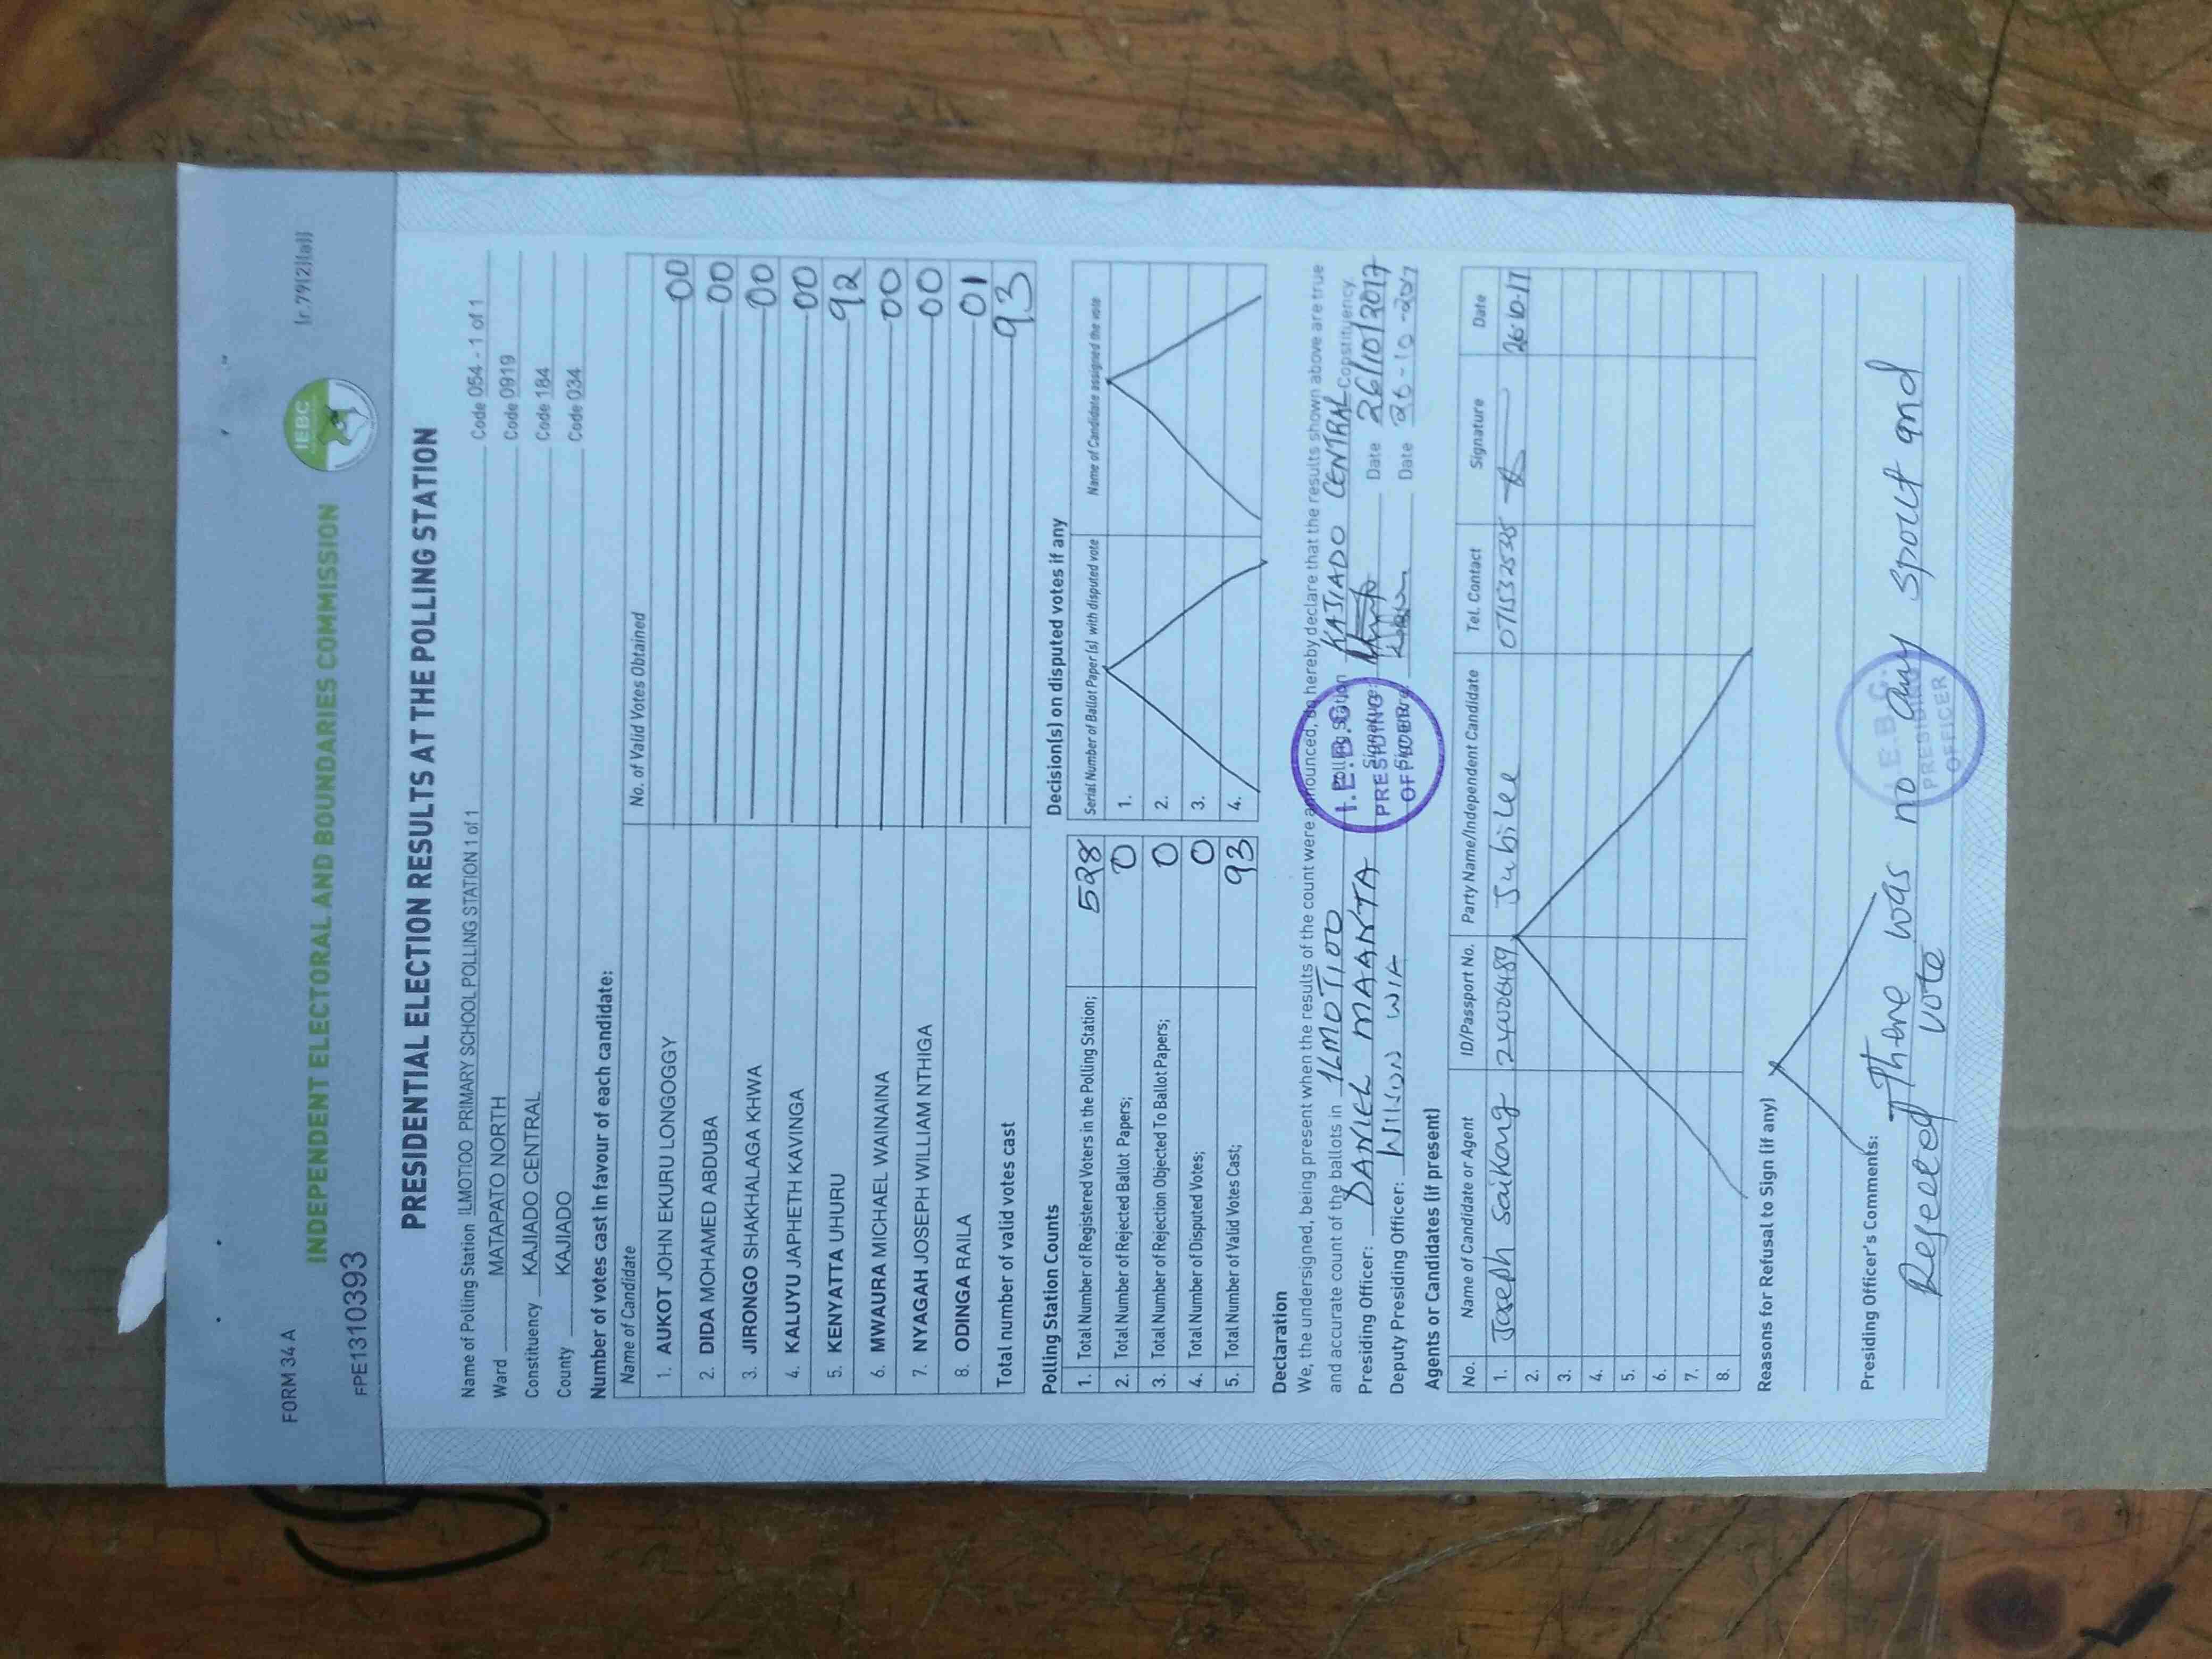 FORM 34 A
[r.79(2)(a)]
IEBC
INDEPENDENT ELECTORAL AND BOUNDARIES COMMISSION
FPE1310393
PRESIDENTIAL ELECTION RESULTS AT THE POLLING STATION
Name of Polling Station ILMOTIOO PRIMARY SCHOOL POLLING STATION 1 of 1 Code 054 - 1 of 1
Ward MATAPATO NORTH Code 0919
Constituency KAJIADO CENTRAL Code 184
County KAJIADO Code 034
Number of votes cast in favour of each candidate:
Name of Candidate No. of Valid Votes Obtained
1. AUKOT JOHN EKURU LONGOGGY 00
2. DIDA MOHAMED ABDUBA 00
3. JIRONGO SHAKHALAGA KHWA 00
4. KALUYU JAPHETH KAVINGA 00
5. KENYATTA UHURU 92
6. MWAURA MICHAEL WAINAINA 00
7. NYAGAH JOSEPH WILLIAM NTHIGA 00
8. ODINGA RAILA 01
Total number of valid votes cast 93
Polling Station Counts
1. Total Number of Registered Voters in the Polling Station; 528
2. Total Number of Rejected Ballot Papers; 0
3. Total Number of Rejection Objected To Ballot Papers; 0
4. Total Number of Disputed Votes; 0
5. Total Number of Valid Votes Cast; 93
Decision(s) on disputed votes if any
Serial Number of Ballot Paper(s) with disputed vote Name of Candidate assigned the vote
1.
2.
3.
4.
Declaration
We, the undersigned, being present when the results of the count were announced, do hereby declare that the results shown above are true
and accurate count of the ballots in ILMOTIOO Polling Station KAJIADO CENTRAL Constituency.
Presiding Officer: DANIEL MAANTA Signature: Date 26/10/2017
Deputy Presiding Officer: WILSON WIA Date 26-10-2017
I.E.B.C.
PRESIDING
OFFICER
Agents or Candidates (if present)
No. Name of Candidate or Agent ID/Passport No. Party Name/Independent Candidate Tel. Contact Signature Date
1. Joseph Saikong Jubilee 26.10.17
2.
3.
4.
5.
6.
7.
8.
Reasons for Refusal to Sign (if any)
Presiding Officer's Comments:
There was no any spoilt and
Rejected vote
I.E.B.C.
PRESIDING
OFFICER